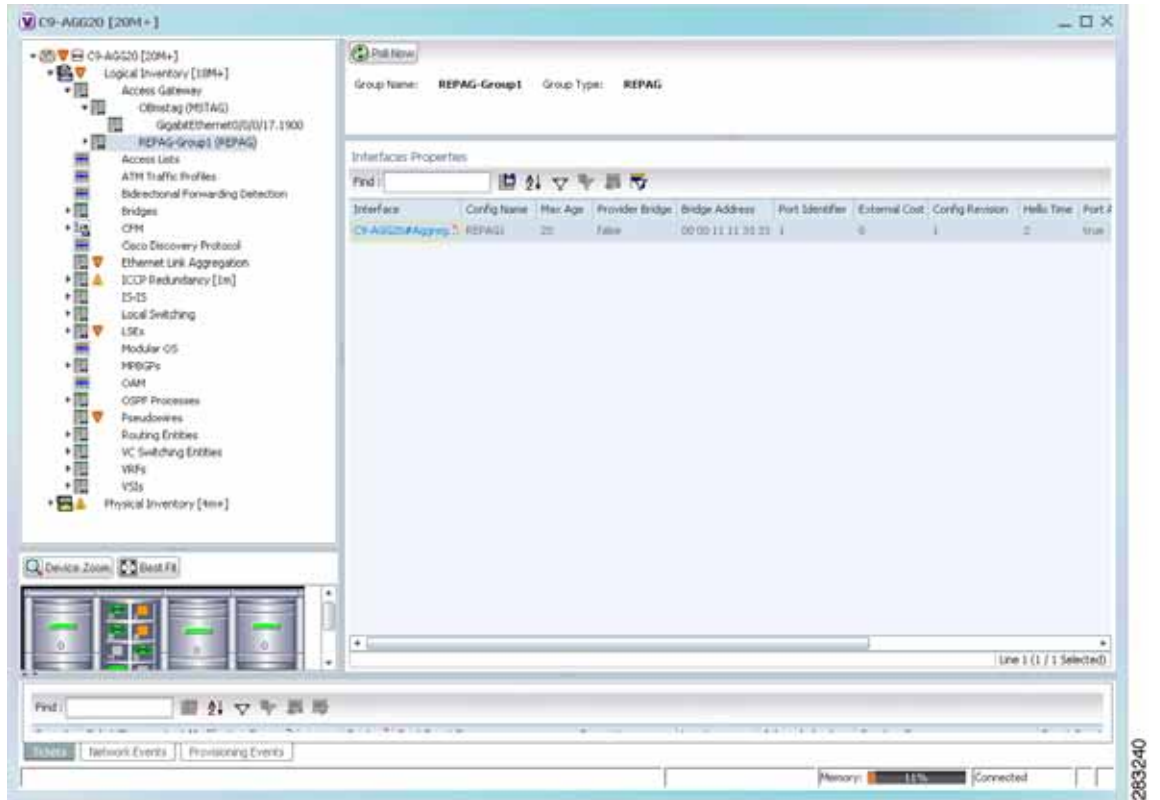 C9-AGG20 [20M+]
C9-AGG20 [20M+]
Logical Inventory [18M+]
Access Gateway
(MSTAG)
GigabitEthernet0/0/0/17.1900
REPAG-Group1 (REPAG)
Access Lists
ATM Traffic Profiles
Bidirectional Forwarding Detection
Bridges
CFM
Cisco Discovery Protocol
Ethernet Link Aggregation
ICCP Redundancy [1m]
IS-IS
Local Switching
LSEs
Modular OS
MPBGPs
OAM
OSPF Processes
Pseudowires
Routing Entities
VC Switching Entities
VRFs
VSIs
Physical Inventory [4m+]
Device Zoom Best Fit
Poll Now
Group Name: REPAG-Group1 Group Type: REPAG
Interfaces Properties
Find :
Interface Config Name Max Age Provider Bridge Bridge Address Port Identifier External Cost Config Revision Hello Time Port A
C9-AGG20#Aggreg REPAG1 20 false 1 0 1 2 true
Line 1 (1 / 1 Selected)
Find :
Tickets Network Events Provisioning Events
Memory: 11% Connected
283240